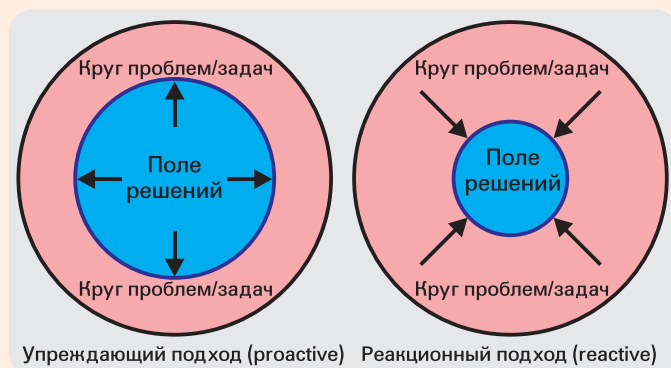 Круг проблем/задач
Поле
решений
Круг проблем/задач
Упреждающий подход (proactive)
Круг проблем/задач
Поле
решений
Круг проблем/задач
Реакционный подход (reactive)